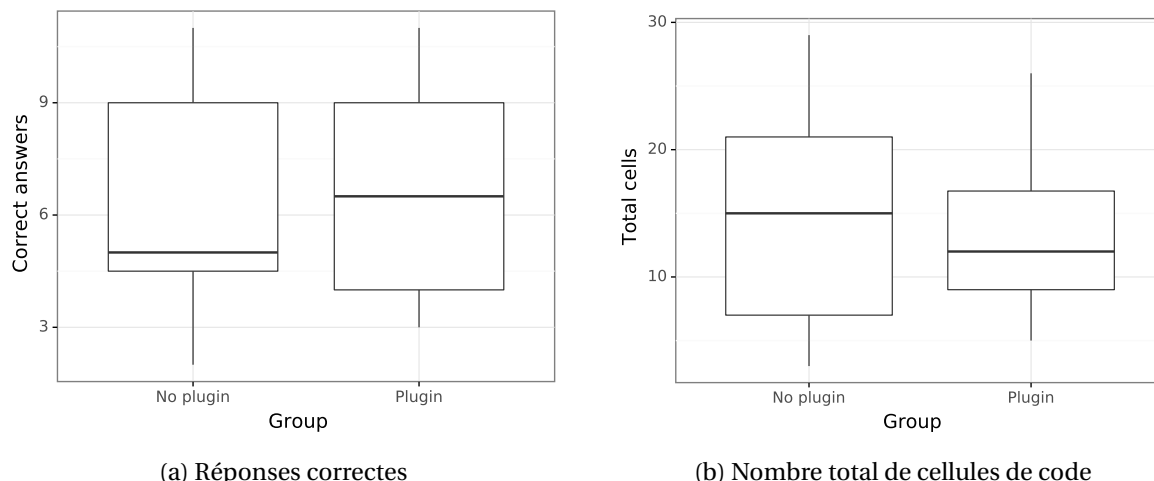 Correct answers
9
6
3
No plugin
Plugin
Group
(a) Réponses correctes
Total cells
30
20
10
No plugin
Plugin
Group
(b) Nombre total de cellules de code